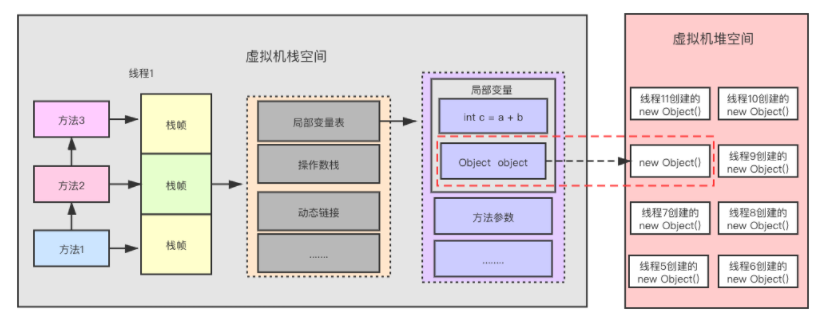 虚拟机栈空间
线程1
方法3
方法2
方法1
栈帧
栈帧
栈帧
局部变量表
操作数栈
动态链接
.......
局部变量
int c = a + b
Object object
方法参数
........
虚拟机堆空间
线程11创建的
new Object()
线程10创建的
new Object()
new Object()
线程9创建的
new Object()
线程7创建的
new Object()
线程8创建的
new Object()
线程5创建的
new Object()
线程6创建的
new Object()